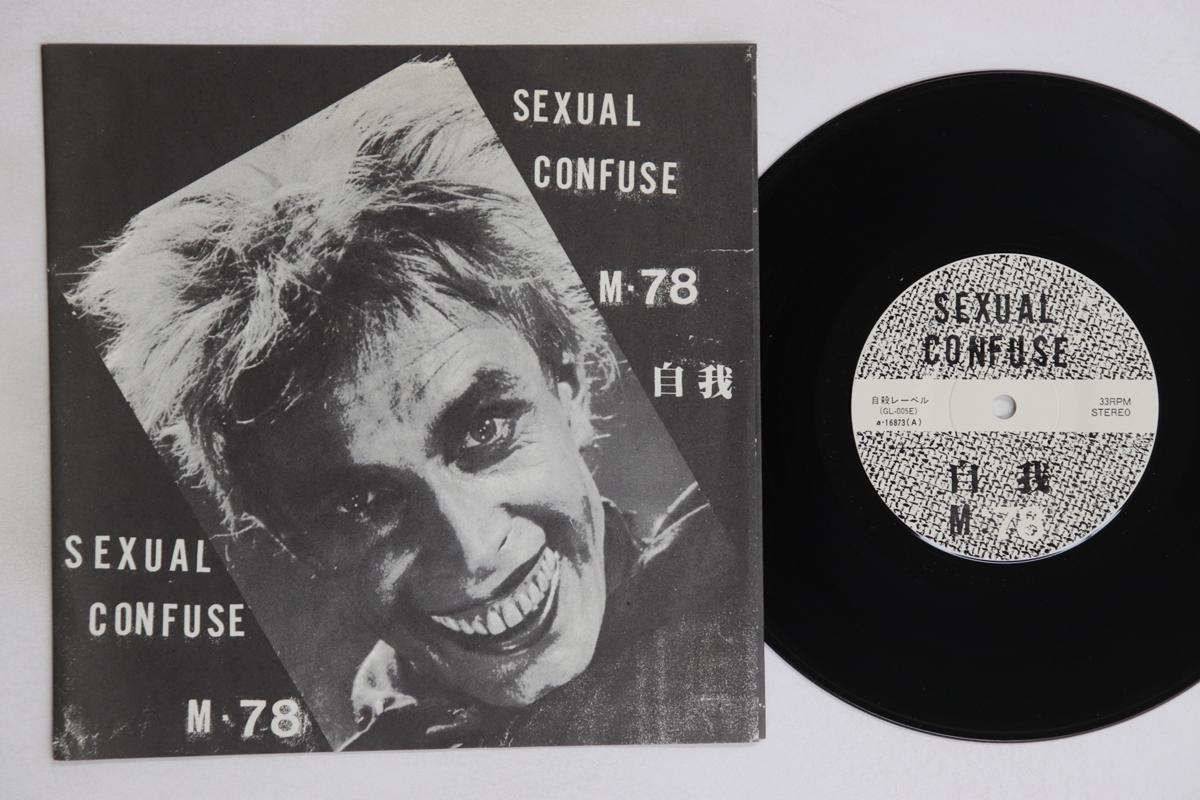 SEXUAL
CONFUSE
M·78
自我
SEXUAL
CONFUSE
M·78
SEXUAL
CONFUSE
自殺レーベル
(GL-005E)
a-16873(A)
33RPM
STEREO
自 我
M 78